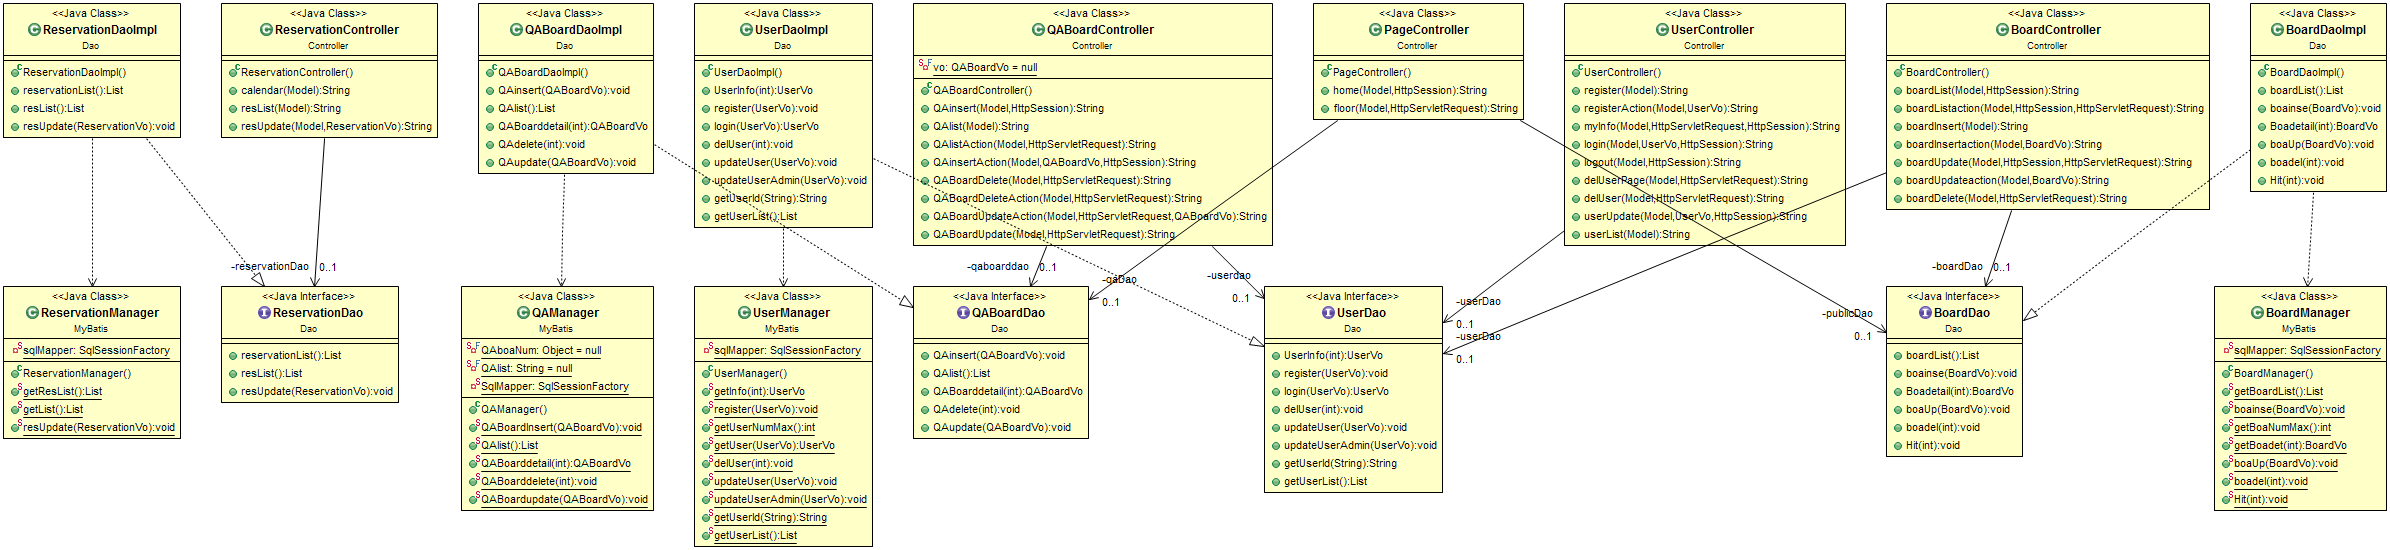 <<Java Class>>
ReservationDaoImpl
Dao
ReservationDaoImpl()
reservationList():List
resList():List
resUpdate(ReservationVo):void
<<Java Class>>
ReservationController
Controller
ReservationController()
calendar(Model):String
resList(Model):String
resUpdate(Model,ReservationVo):String
<<Java Class>>
QABoardDaoImpl
Dao
QABoardDaoImpl()
QAinsert(QABoardVo):void
QAlist():List
QABoarddetail(int):QABoardVo
QAdelete(int):void
QAupdate(QABoardVo):void
<<Java Class>>
UserDaoImpl
Dao
UserDaoImpl()
UserInfo(int):UserVo
register(UserVo):void
login(UserVo):UserVo
delUser(int):void
updateUser(UserVo):void
updateUserAdmin(UserVo):void
getUserId(String):String
getUserList():List
<<Java Class>>
QABoardController
Controller
vo: QABoardVo = null
QABoardController()
QAinsert(Model,HttpSession):String
QAlist(Model):String
QAlistAction(Model,HttpServletRequest):String
QAinsertAction(Model,QABoardVo,HttpSession):String
QABoardDelete(Model,HttpServletRequest):String
QABoardDeleteAction(Model,HttpServletRequest):String
QABoardUpdateAction(Model,HttpServletRequest,QABoardVo):String
QABoardUpdate(Model,HttpServletRequest):String
<<Java Class>>
PageController
Controller
PageController()
home(Model,HttpSession):String
floor(Model,HttpServletRequest):String
<<Java Class>>
UserController
Controller
UserController()
register(Model):String
registerAction(Model,UserVo):String
myInfo(Model,HttpServletRequest,HttpSession):String
login(Model,UserVo,HttpSession):String
logout(Model,HttpSession):String
delUserPage(Model,HttpServletRequest):String
delUser(Model,HttpServletRequest):String
userUpdate(Model,UserVo,HttpSession):String
userList(Model):String
<<Java Class>>
BoardController
Controller
BoardController()
boardList(Model,HttpSession):String
boardListaction(Model,HttpSession,HttpServletRequest):String
boardInsert(Model):String
boardInsertaction(Model,BoardVo):String
boardUpdate(Model,HttpSession,HttpServletRequest):String
boardUpdateaction(Model,BoardVo):String
boardDelete(Model,HttpServletRequest):String
<<Java Class>>
BoardDaoImpl
Dao
BoardDaoImpl()
boardList():List
boainse(BoardVo):void
Boadetail(int):BoardVo
boaUp(BoardVo):void
boadel(int):void
Hit(int):void
-reservationDao
0..1
-qaboarddao
0..1
-qaDao
0..1
-userdao
0..1
-userDao
0..1
-userDao
0..1
-publicDao
0..1
-boardDao
0..1
<<Java Class>>
ReservationManager
MyBatis
sqlMapper: SqlSessionFactory
ReservationManager()
getResList():List
getList():List
resUpdate(ReservationVo):void
<<Java Interface>>
ReservationDao
Dao
reservationList():List
resList():List
resUpdate(ReservationVo):void
<<Java Class>>
QAManager
MyBatis
QAboaNum: Object = null
QAlist: String = null
SqlMapper: SqlSessionFactory
QAManager()
QABoardInsert(QABoardVo):void
QAlist():List
QABoarddetail(int):QABoardVo
QABoarddelete(int):void
QABoardupdate(QABoardVo):void
<<Java Class>>
UserManager
MyBatis
sqlMapper: SqlSessionFactory
UserManager()
getInfo(int):UserVo
register(UserVo):void
getUserNumMax():int
getUser(UserVo):UserVo
delUser(int):void
updateUser(UserVo):void
updateUserAdmin(UserVo):void
getUserId(String):String
getUserList():List
<<Java Interface>>
QABoardDao
Dao
QAinsert(QABoardVo):void
QAlist():List
QABoarddetail(int):QABoardVo
QAdelete(int):void
QAupdate(QABoardVo):void
<<Java Interface>>
UserDao
Dao
UserInfo(int):UserVo
register(UserVo):void
login(UserVo):UserVo
delUser(int):void
updateUser(UserVo):void
updateUserAdmin(UserVo):void
getUserId(String):String
getUserList():List
<<Java Interface>>
BoardDao
Dao
boardList():List
boainse(BoardVo):void
Boadetail(int):BoardVo
boaUp(BoardVo):void
boadel(int):void
Hit(int):void
<<Java Class>>
BoardManager
MyBatis
sqlMapper: SqlSessionFactory
BoardManager()
getBoardList():List
boainse(BoardVo):void
getBoaNumMax():int
getBoadet(int):BoardVo
boaUp(BoardVo):void
boadel(int):void
Hit(int):void